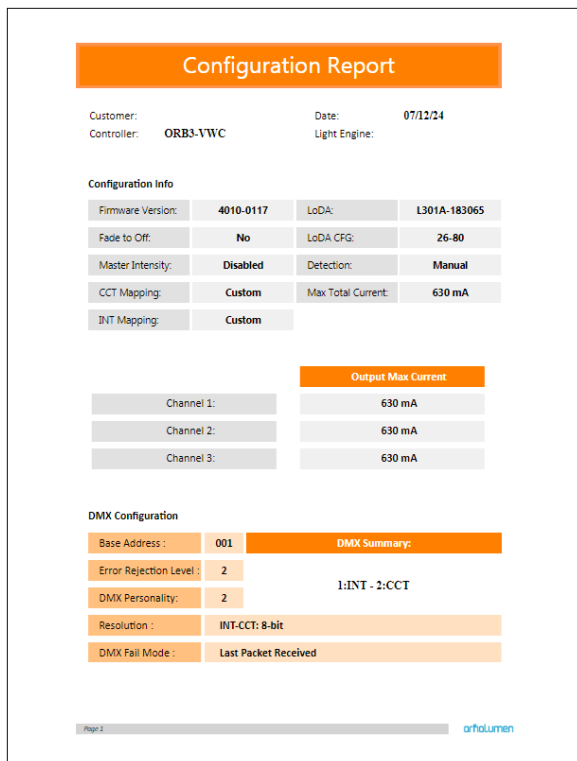 Configuration Report
Customer: Date: 07/12/24
Controller: ORB3-VWC Light Engine:
Configuration Info
Firmware Version: 4010-0117 LoDA: L301A-183065
Fade to Off: No LoDA CFG: 26-80
Master Intensity: Disabled Detection: Manual
CCT Mapping: Custom Max Total Current: 630 mA
INT Mapping: Custom
Output Max Current
Channel 1: 630 mA
Channel 2: 630 mA
Channel 3: 630 mA
DMX Configuration
Base Address : 001 DMX Summary:
Error Rejection Level : 2
1:INT - 2:CCT
DMX Personality: 2
Resolution : INT-CCT: 8-bit
DMX Fail Mode : Last Packet Received
Page 1 arholumen